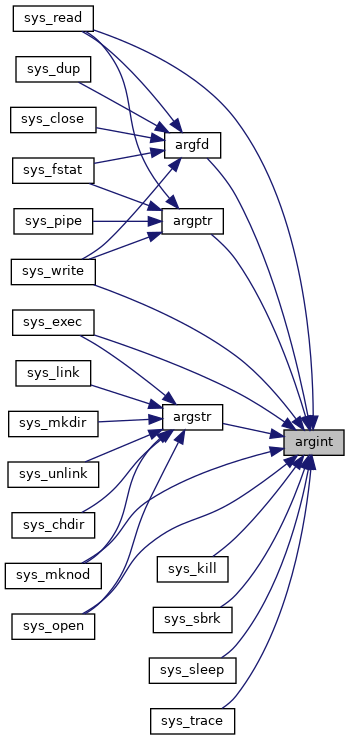 sys_read
sys_dup
sys_close
argfd
sys_fstat
argptr
sys_pipe
sys_write
sys_exec
sys_link
argstr
sys_mkdir
argint
sys_unlink
sys_chdir
sys_kill
sys_mknod
sys_sbrk
sys_open
sys_sleep
sys_trace